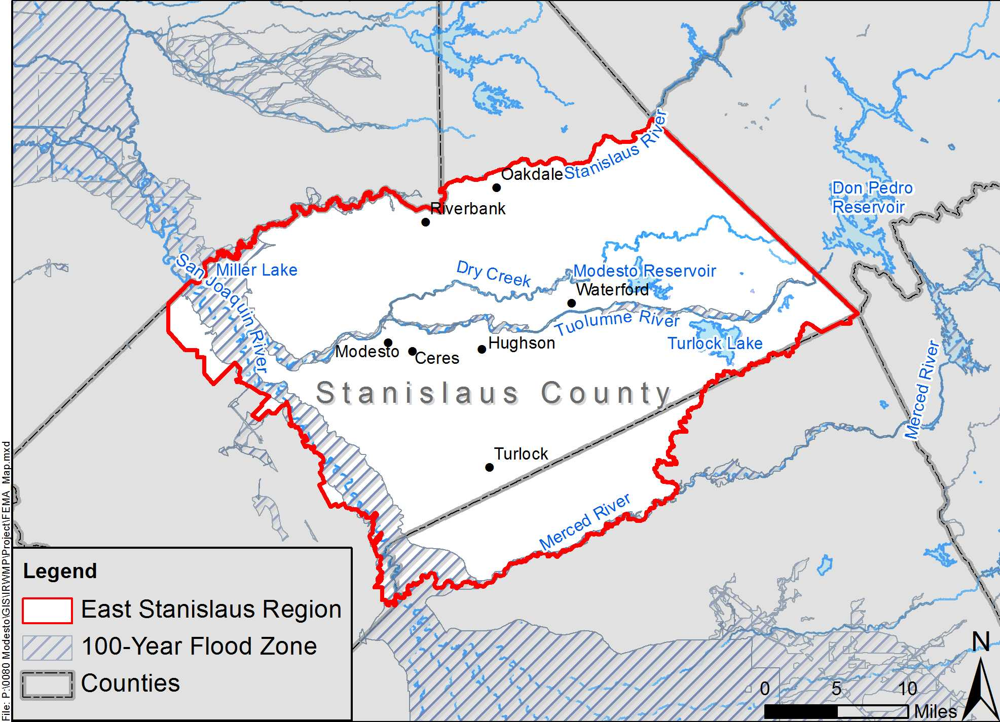 Stanislaus River
Oakdale
Don Pedro
Reservoir
Riverbank
San Joaquin River
Miller Lake
Dry Creek
Modesto Reservoir
Waterford
Tuolumne River
Modesto
Ceres
Hughson
Turlock Lake
Merced River
Stanislaus County
Turlock
Merced River
Legend
East Stanislaus Region
100-Year Flood Zone
Counties
N
0 5 10
Miles
File: P:\0080 Modesto\GIS\IRWMP\Project\FEMA Map.mxd